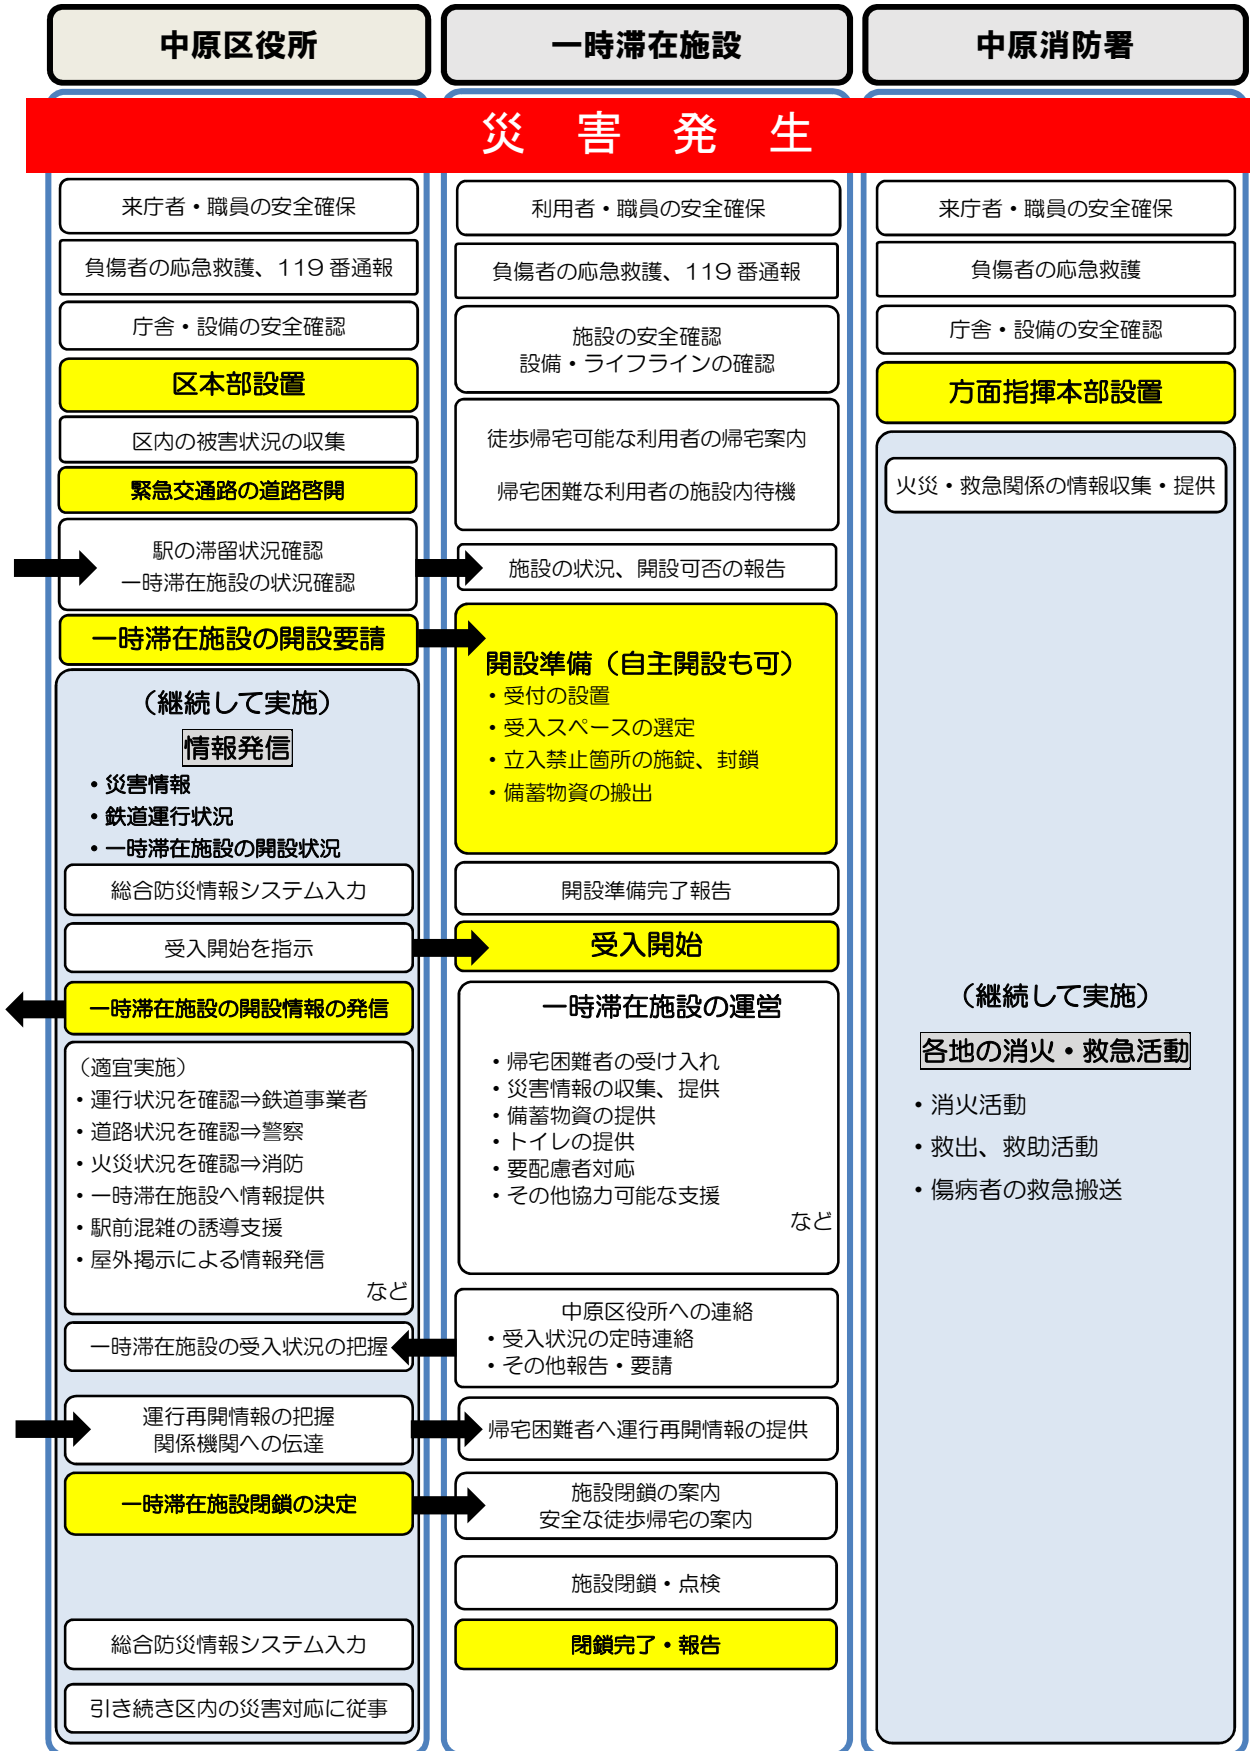 中原区役所
一時滞在施設
中原消防署
災害発生
来庁者・職員の安全確保
負傷者の応急救護、119番通報
庁舎・設備の安全確認
区本部設置
区内の被害状況の収集
緊急交通路の道路啓開
駅の滞留状況確認
一時滞在施設の状況確認
一時滞在施設の開設要請
（継続して実施）
情報発信
・災害情報
・鉄道運行状況
・一時滞在施設の開設状況
総合防災情報システム入力
受入開始を指示
一時滞在施設の開設情報の発信
（適宜実施）
・運行状況を確認⇒鉄道事業者
・道路状況を確認⇒警察
・火災状況を確認⇒消防
・一時滞在施設へ情報提供
・駅前混雑の誘導支援
・屋外掲示による情報発信
など
一時滞在施設の受入状況の把握
運行再開情報の把握
関係機関への伝達
一時滞在施設閉鎖の決定
総合防災情報システム入力
引き続き区内の災害対応に従事
利用者・職員の安全確保
負傷者の応急救護、119番通報
施設の安全確認
設備・ライフラインの確認
徒歩帰宅可能な利用者の帰宅案内
帰宅困難な利用者の施設内待機
施設の状況、開設可否の報告
開設準備（自主開設も可）
・受付の設置
・受入スペースの選定
・立入禁止箇所の施錠、封鎖
・備蓄物資の搬出
開設準備完了報告
受入開始
一時滞在施設の運営
・帰宅困難者の受け入れ
・災害情報の収集、提供
・備蓄物資の提供
・トイレの提供
・要配慮者対応
・その他協力可能な支援
など
中原区役所への連絡
・受入状況の定時連絡
・その他報告・要請
帰宅困難者へ運行再開情報の提供
施設閉鎖の案内
安全な徒歩帰宅の案内
施設閉鎖・点検
閉鎖完了・報告
来庁者・職員の安全確保
負傷者の応急救護
庁舎・設備の安全確認
方面指揮本部設置
火災・救急関係の情報収集・提供
（継続して実施）
各地の消火・救急活動
・消火活動
・救出、救助活動
・傷病者の救急搬送